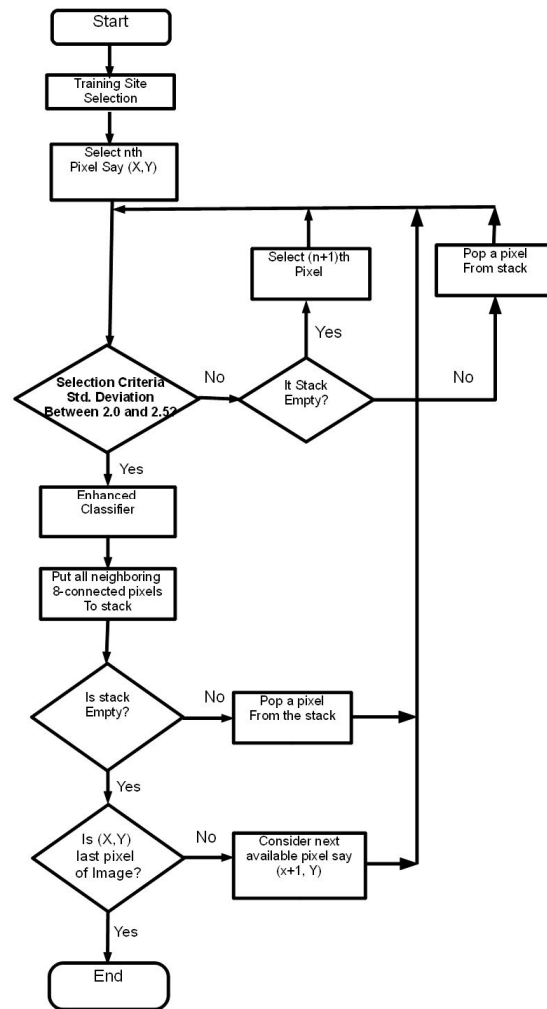 Start
Training Site
Selection
Select nth
Pixel Say (X,Y)
Select (n+1)th
Pixel
Pop a pixel
From stack
Yes
Selection Criteria
Std. Deviation
Between 2.0 and 2.5?
No
It Stack
Empty?
No
Yes
Enhanced
Classifier
Put all neighboring
8-connected pixels
To stack
Is stack
Empty?
No
Pop a pixel
From the stack
Yes
Is (X,Y)
last pixel
of Image?
No
Consider next
available pixel say
(x+1, Y)
Yes
End